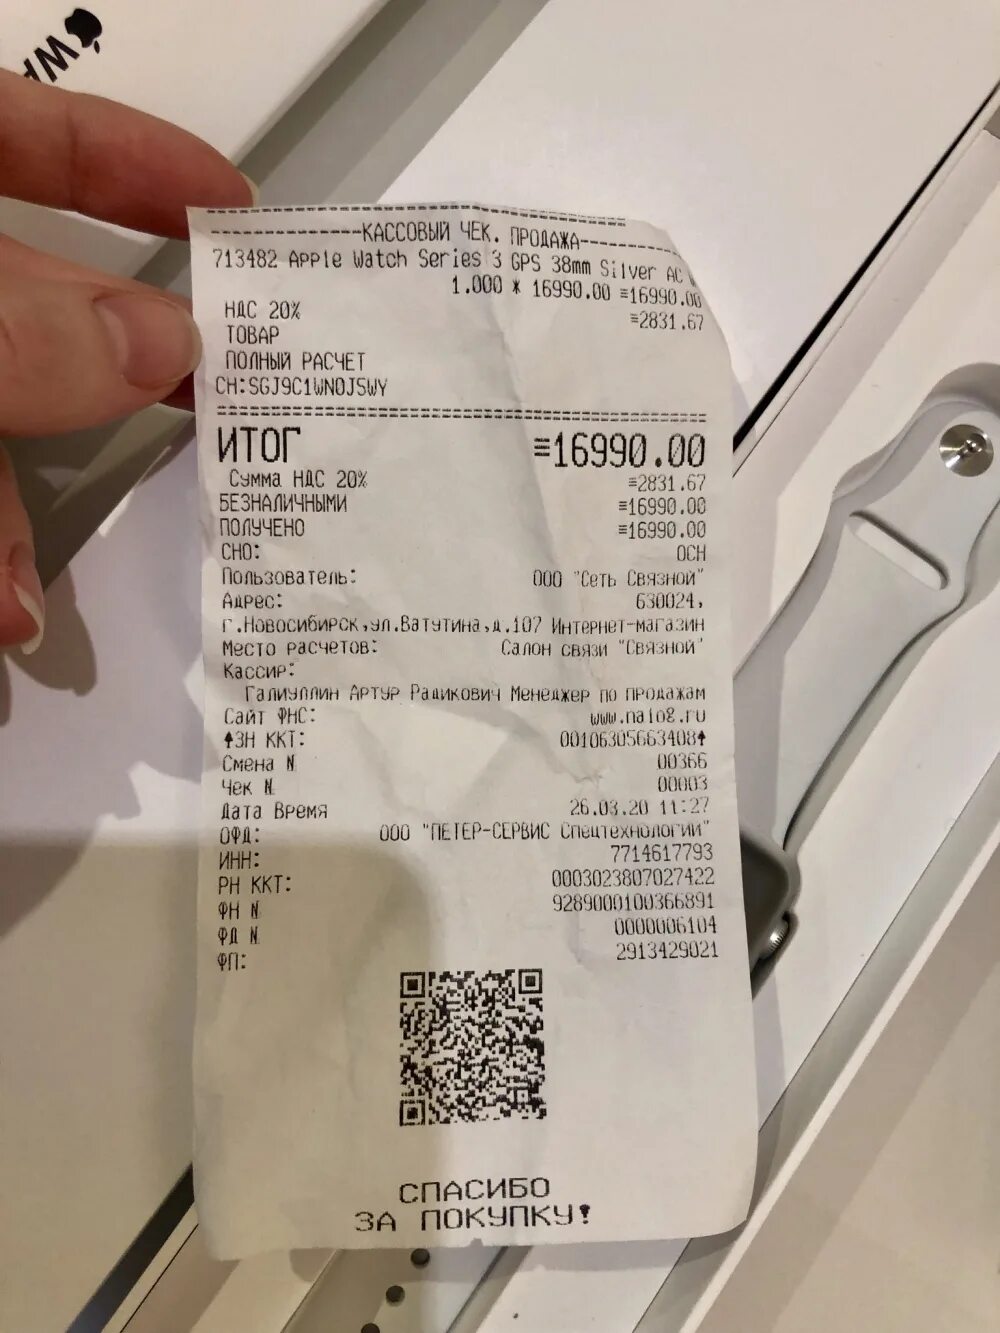 КАССОВЫЙ ЧЕК. ПРОДАЖА
713482 Apple Watch Series 3 GPS 38mm Silver AC
1.000 * 16990.00 ≡16990.00
НДС 20% ≡2831.67
ТОВАР
ПОЛНЫЙ РАСЧЕТ
СН:SGJ9C1WNOJ5WY
ИТОГ ≡16990.00
Сумма НДС 20% ≡2831.67
БЕЗНАЛИЧНЫМИ ≡16990.00
ПОЛУЧЕНО ≡16990.00
СНО: ОСН
Пользователь: ООО "Сеть Связной"
Адрес: 630024,
г.Новосибирск,ул.Ватутина,д.107 Интернет-магазин
Место расчетов: Салон связи "Связной"
Кассир:
Галиуллин Артур Радикович Менеджер по продажам
Сайт ФНС: www.nalog.ru
ЗН ККТ: 00106305663408
Смена N 00366
Чек N 00003
Дата Время 26.03.20 11:27
ОФД: ООО "ПЕТЕР-СЕРВИС Спецтехнологии"
ИНН: 7714617793
РН ККТ: 0003023807027422
ФН N 9289000100366891
ФД N 0000006104
ФП: 2913429021
СПАСИБО
ЗА ПОКУПКУ!